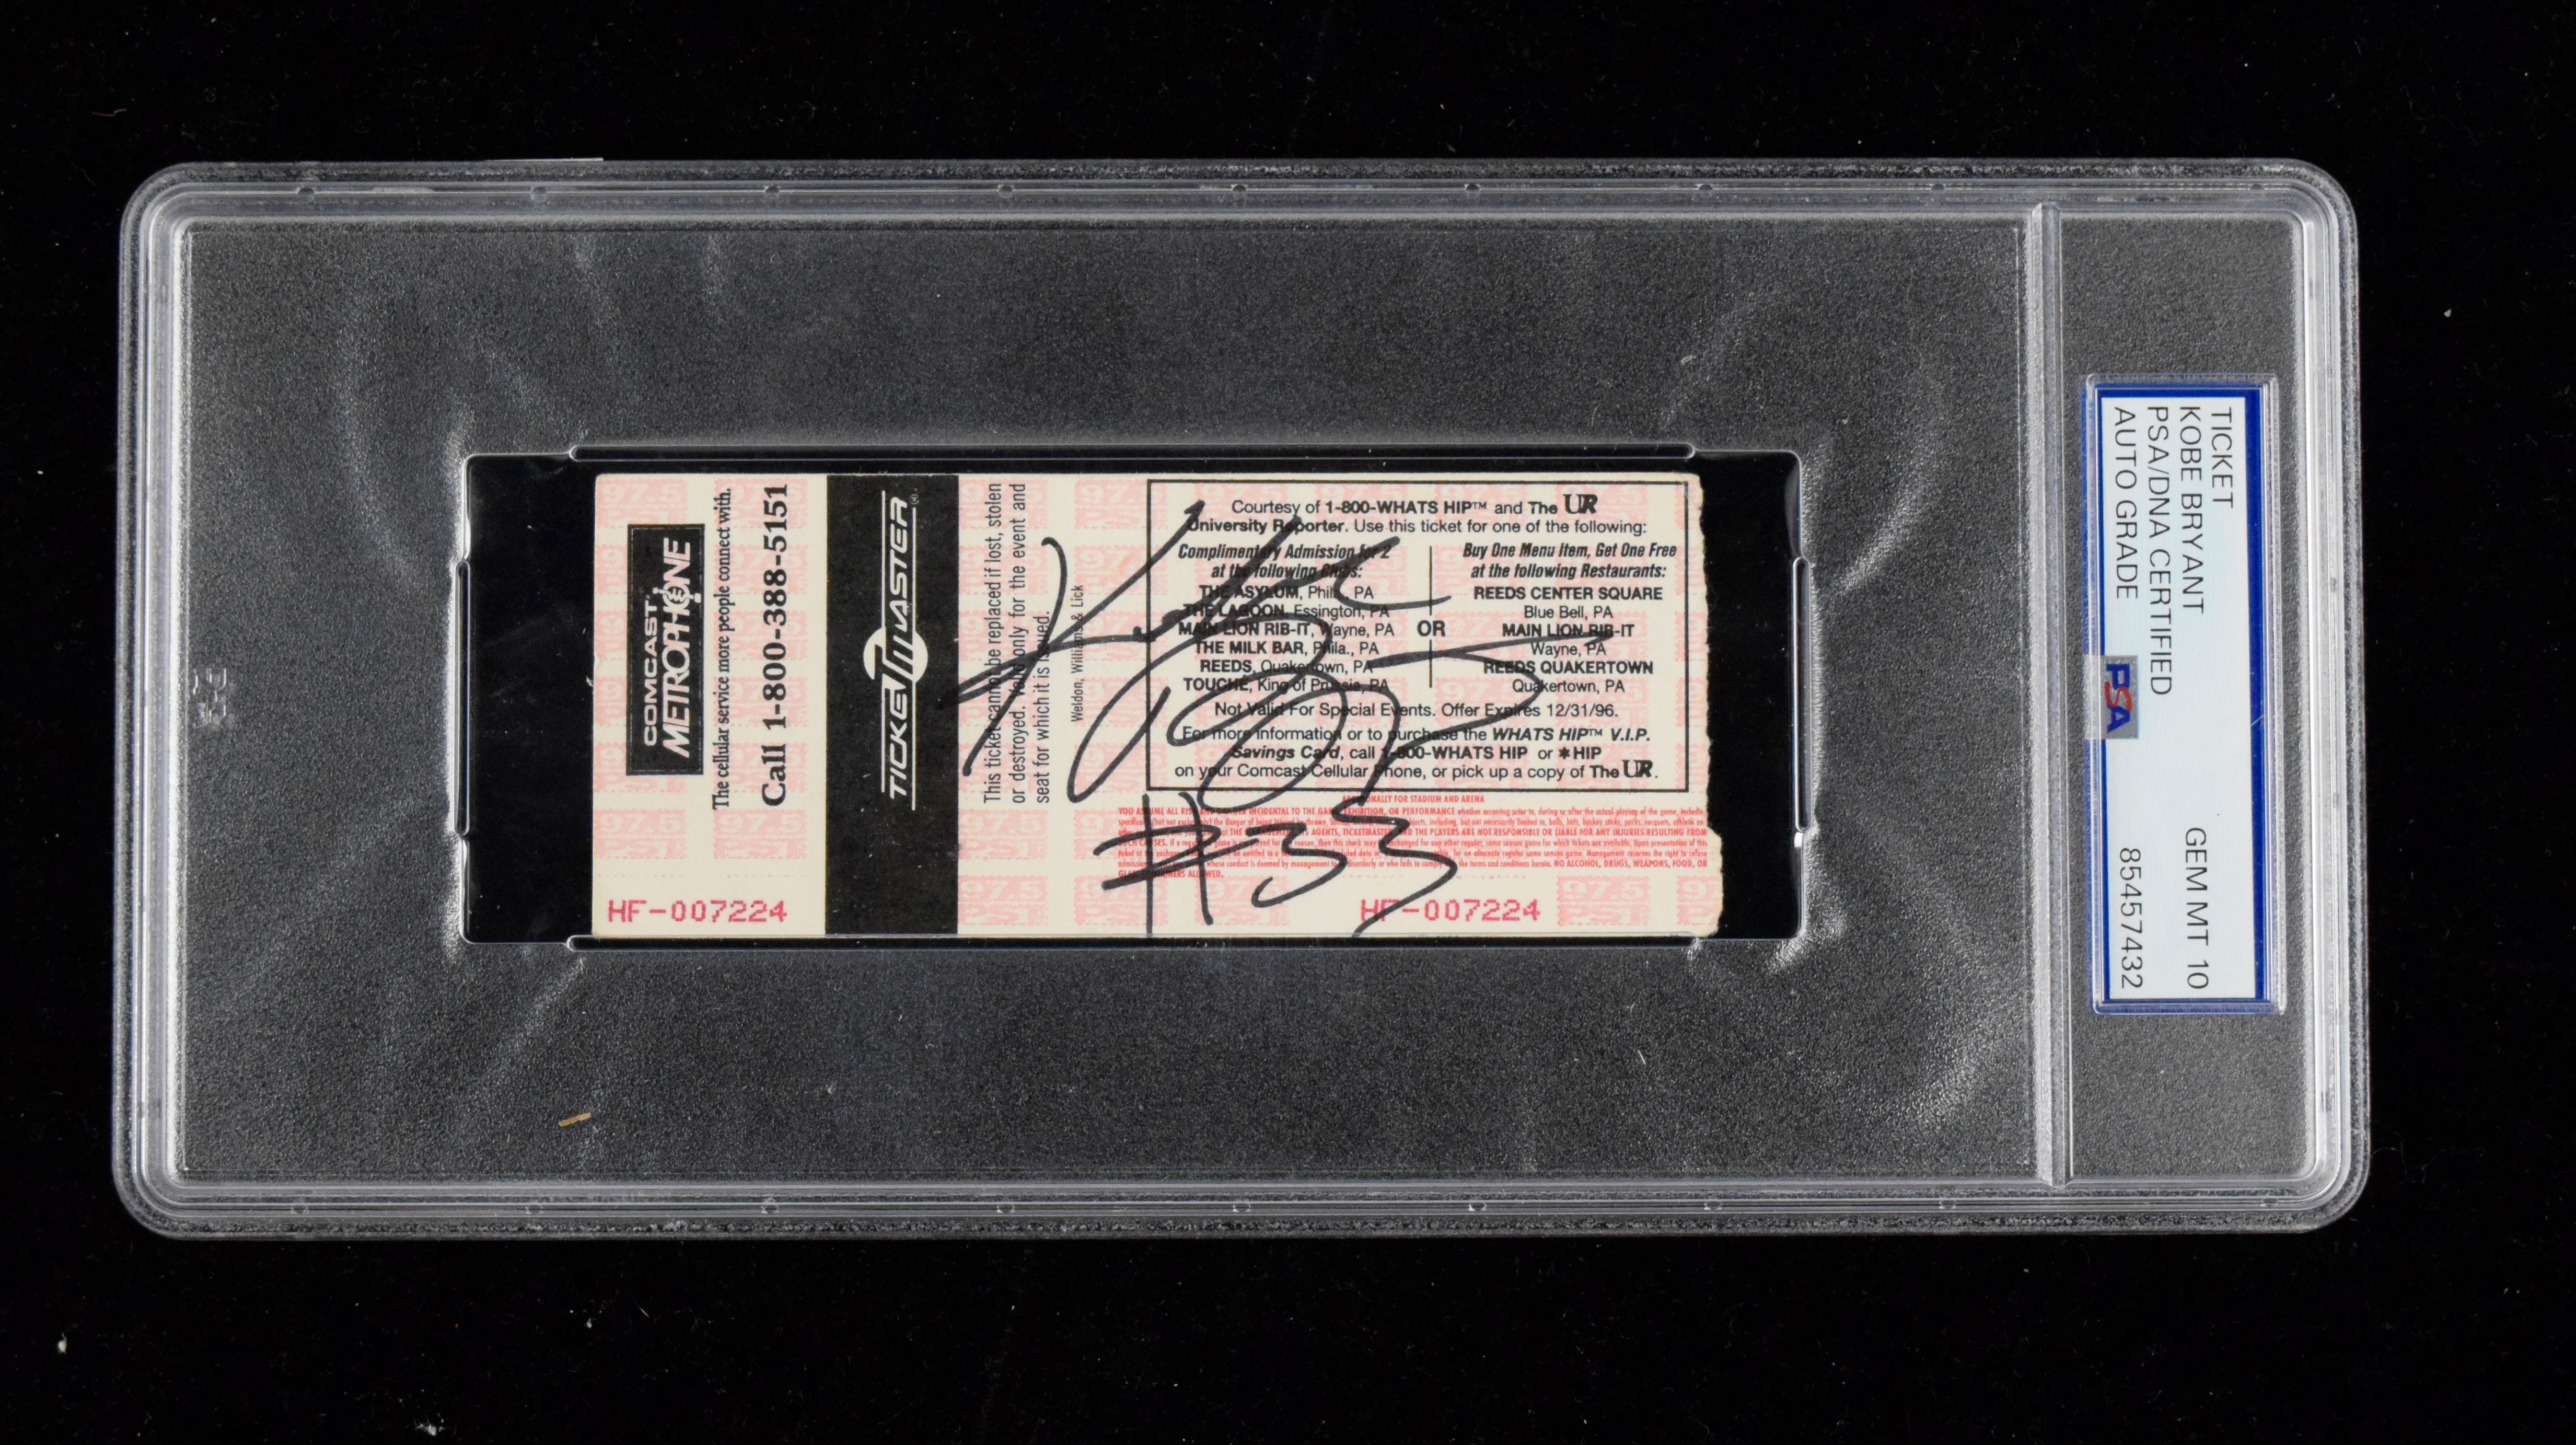 COMCAST
METROPHONE
The cellular service more people connect with.
Call 1-800-388-5151
TICKETMASTER®
This ticket cannot be replaced if lost, stolen
or destroyed. Valid only for the event and
seat for which it is issued.
Weldon, Williams & Lick
Courtesy of 1-800-WHATS HIP™ and The UR
University Reporter. Use this ticket for one of the following:
Complimentary Admission for 2
at the following Clubs:
THE ASYLUM, Phila., PA
THE LAGOON, Essington, PA
MAIN LION RIB-IT, Wayne, PA
THE MILK BAR, Phila., PA
REEDS, Quakertown, PA
TOUCHÉ, King of Prussia, PA
OR
Buy One Menu Item, Get One Free
at the following Restaurants:
REEDS CENTER SQUARE
Blue Bell, PA
MAIN LION RIB-IT
Wayne, PA
REEDS QUAKERTOWN
Quakertown, PA
Not Valid For Special Events. Offer Expires 12/31/96.
For more information or to purchase the WHATS HIP™ V.I.P.
Savings Card, call 1-800-WHATS HIP or *HIP
on your Comcast Cellular Phone, or pick up a copy of The UR.
Kobe Bryant
#33
FOR STADIUM AND ARENA
HF-007224
HF-007224
TICKET
KOBE BRYANT
GEM MT 10
PSA/DNA CERTIFIED
AUTO GRADE
85457432
PSA